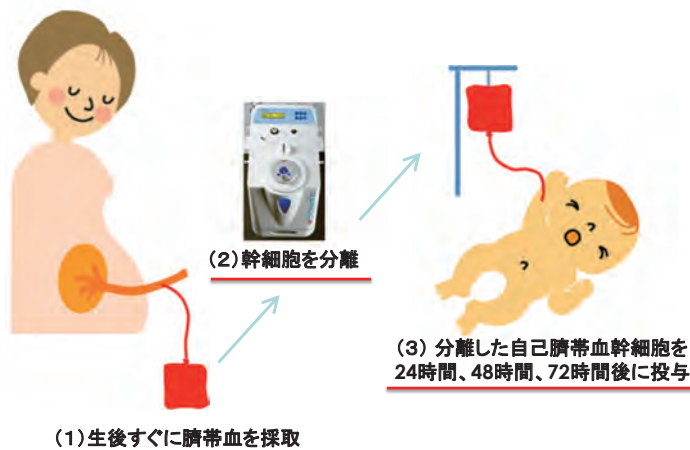 (1)生後すぐに臍帯血を採取
(2)幹細胞を分離
(3) 分離した自己臍帯血幹細胞を
24時間、48時間、72時間後に投与